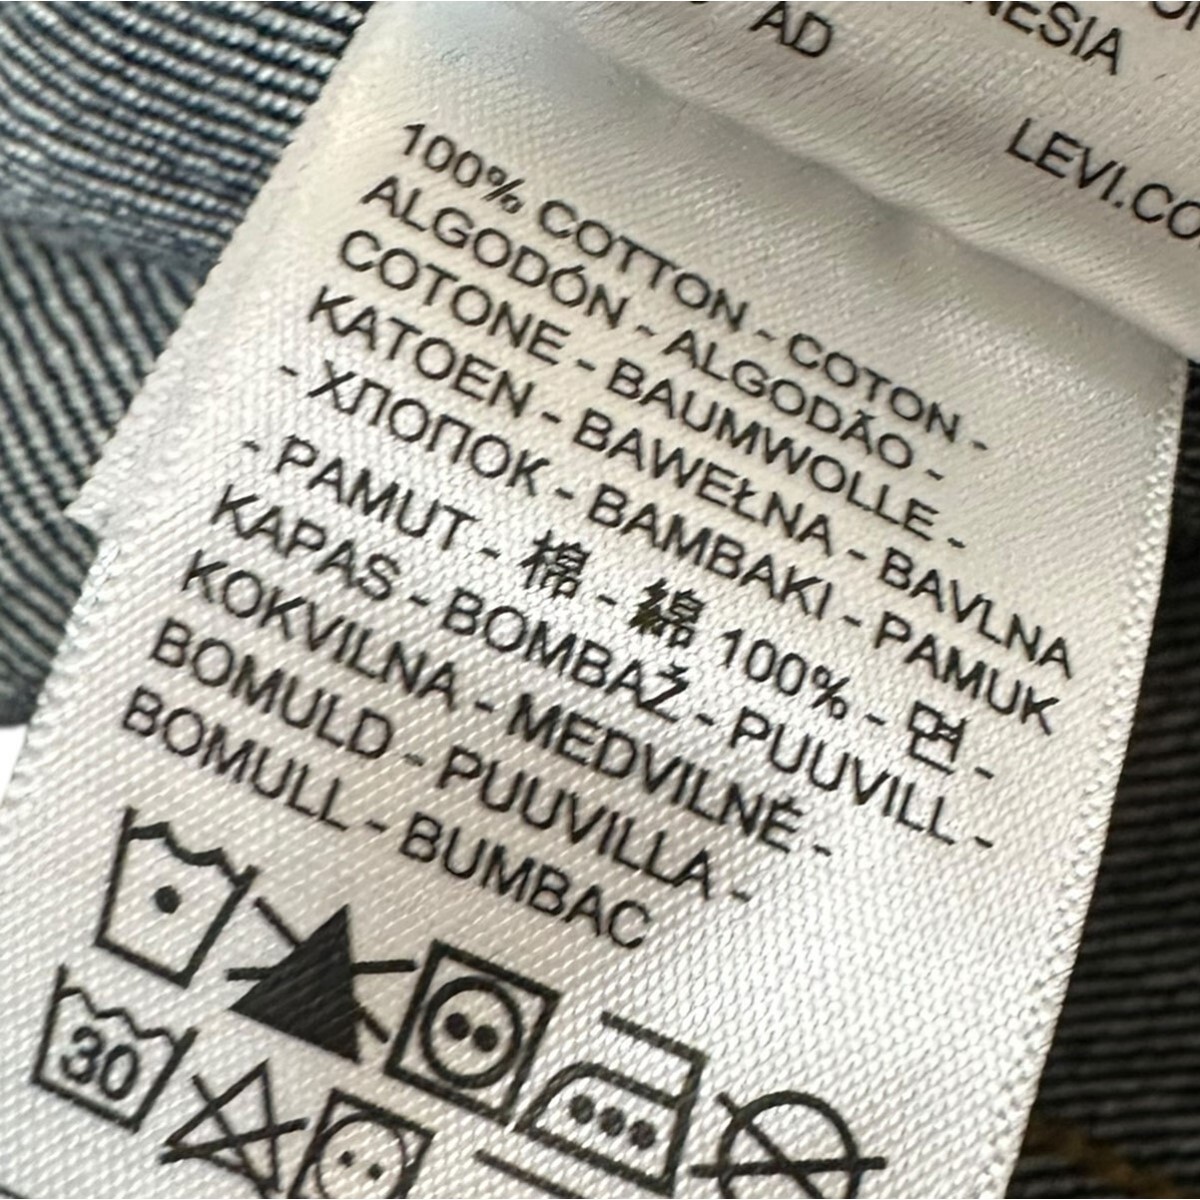 AD
LEVI.CO
100% COTTON - COTON -
ALGODÓN - ALGODÃO -
COTONE - BAUMWOLLE -
KATOEN - BAWEŁNA - BAVLNA
- ХЛОПОК - BAMBAKI - PAMUK
- PAMUT - 棉 - 綿 100% - 면 -
KAPAS - BOMBAŽ - PUUVILL -
KOKVILNA - MEDVILNĖ -
BOMULD - PUUVILLA -
BOMULL - BUMBAC
30